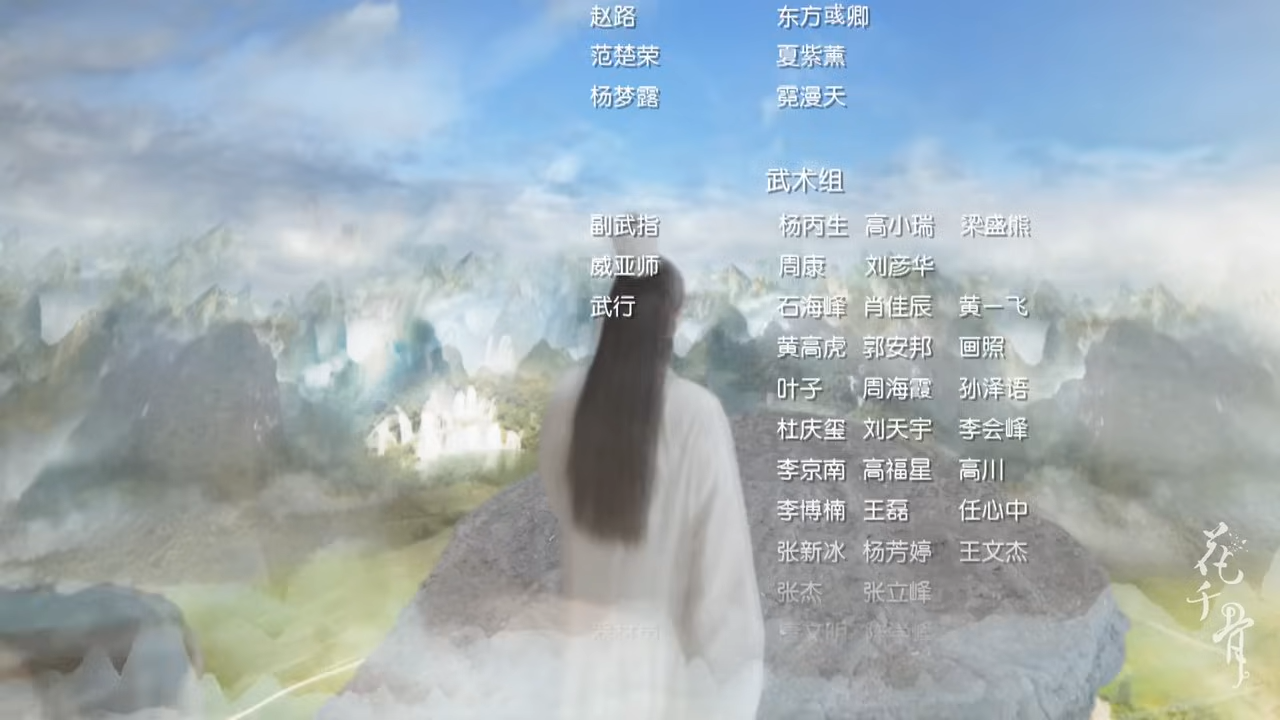 赵路 东方彧卿
范楚荣 夏紫薰
杨梦露 霓漫天
武术组
副武指 杨丙生 高小瑞 梁盛熊
威亚师 周康 刘彦华
武行 石海峰 肖佳辰 黄一飞
黄高虎 郭安邦 画照
叶子 周海霞 孙泽语
杜庆玺 刘天宇 李会峰
李京南 高福星 高川
李博楠 王磊 任心中
张新冰 杨芳婷 王文杰
张杰 张立峰
花千骨